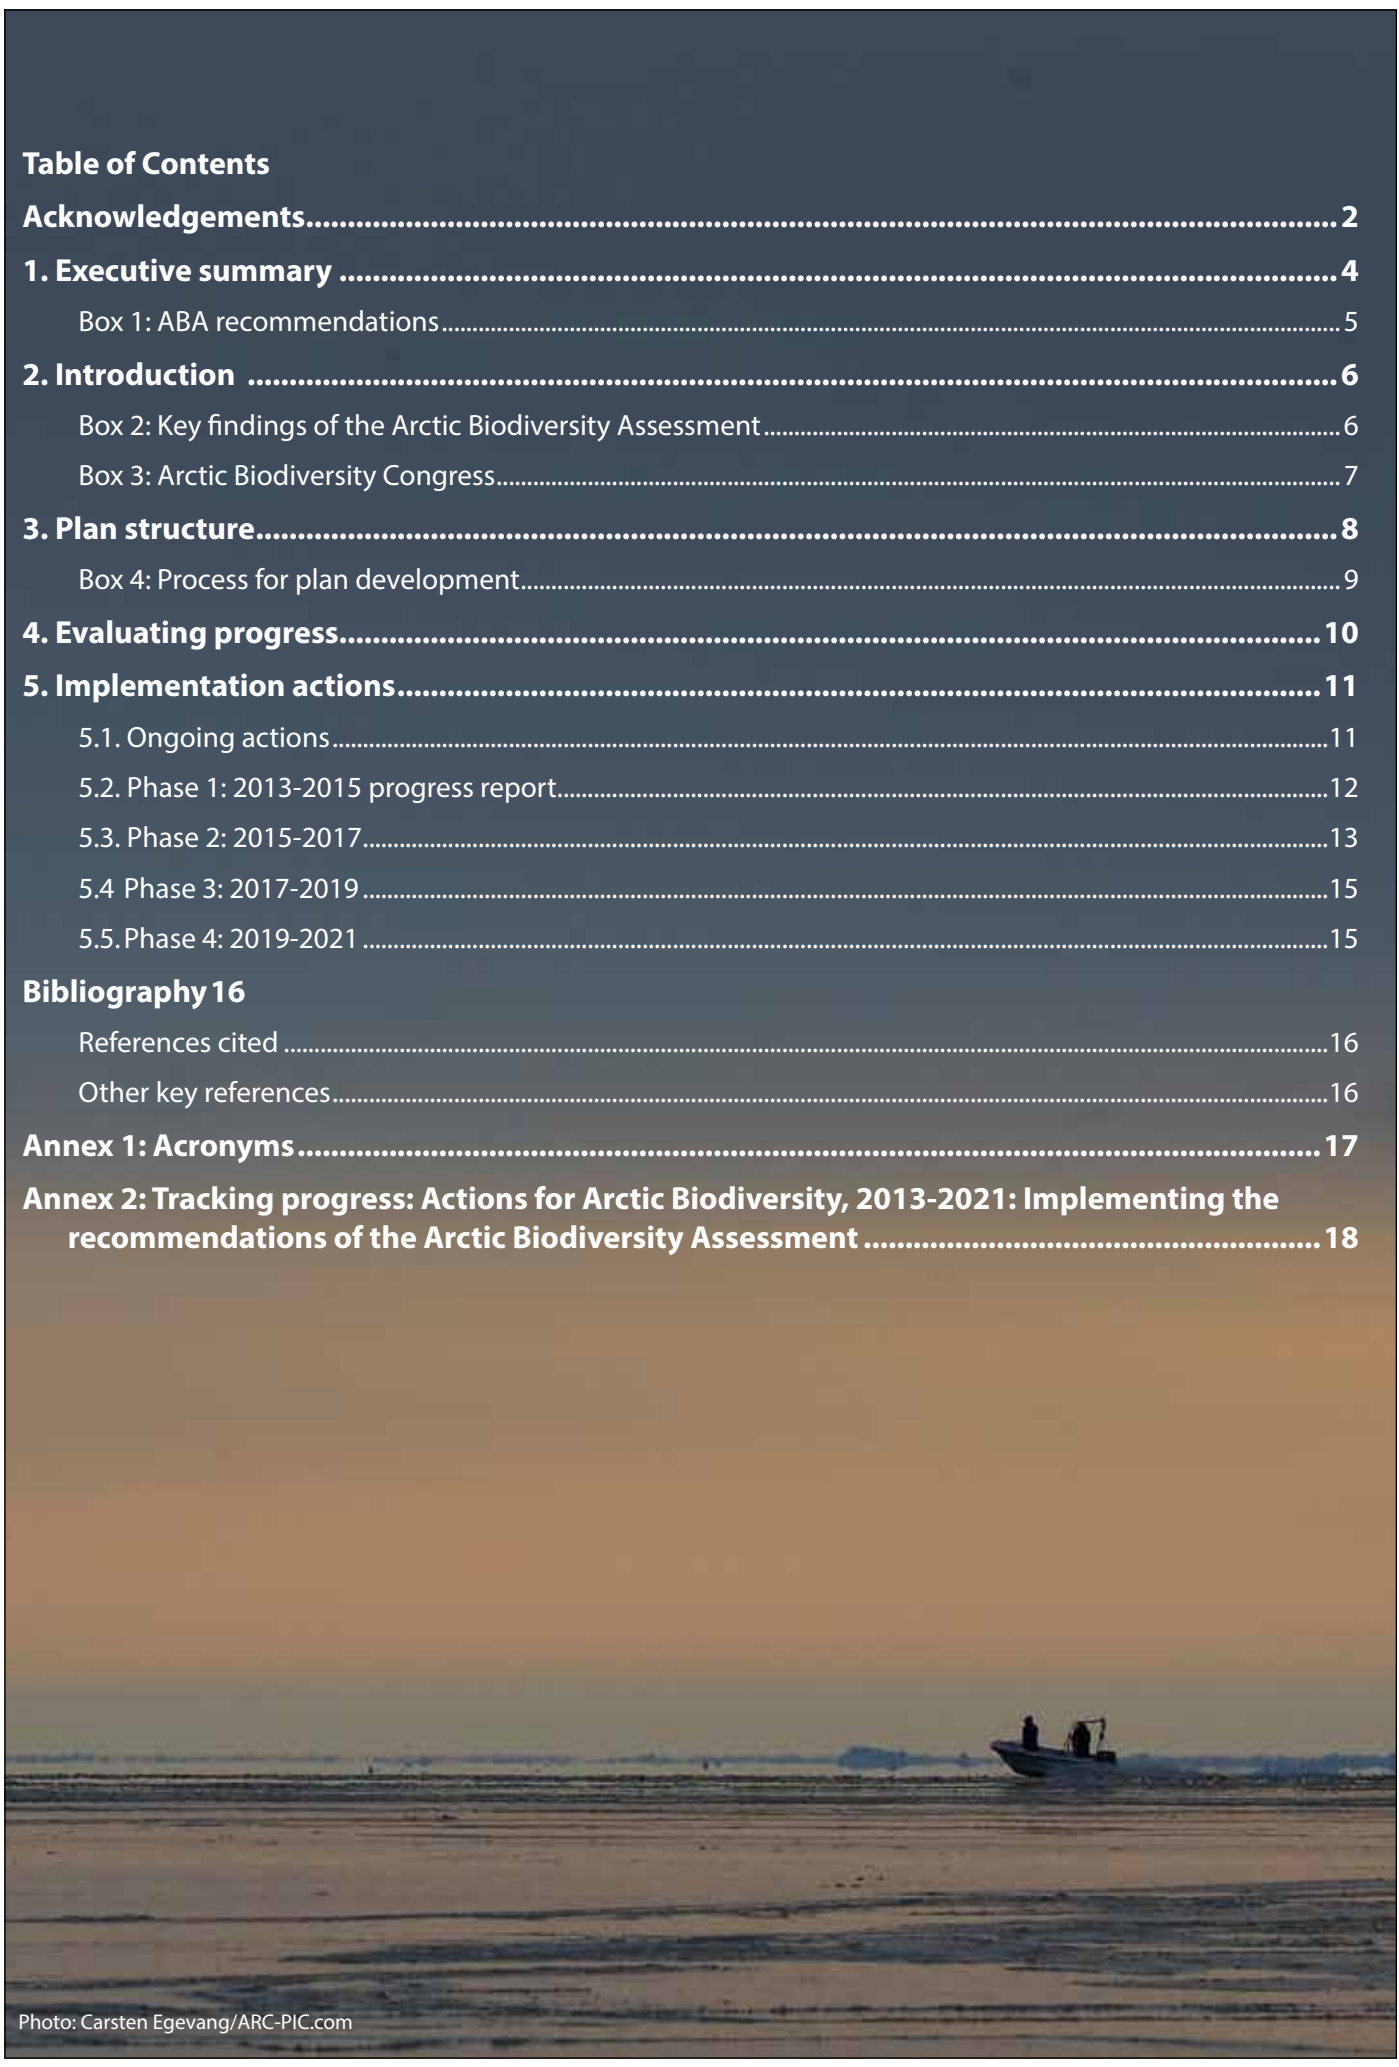 Table of Contents
Acknowledgements.......... 2
1. Executive summary .......... 4
Box 1: ABA recommendations.......... 5
2. Introduction .......... 6
Box 2: Key findings of the Arctic Biodiversity Assessment.......... 6
Box 3: Arctic Biodiversity Congress.......... 7
3. Plan structure.......... 8
Box 4: Process for plan development.......... 9
4. Evaluating progress.......... 10
5. Implementation actions.......... 11
5.1. Ongoing actions.......... 11
5.2. Phase 1: 2013-2015 progress report.......... 12
5.3. Phase 2: 2015-2017.......... 13
5.4 Phase 3: 2017-2019.......... 15
5.5. Phase 4: 2019-2021.......... 15
Bibliography 16
References cited.......... 16
Other key references.......... 16
Annex 1: Acronyms.......... 17
Annex 2: Tracking progress: Actions for Arctic Biodiversity, 2013-2021: Implementing the
recommendations of the Arctic Biodiversity Assessment.......... 18
Photo: Carsten Egevang/ARC-PIC.com